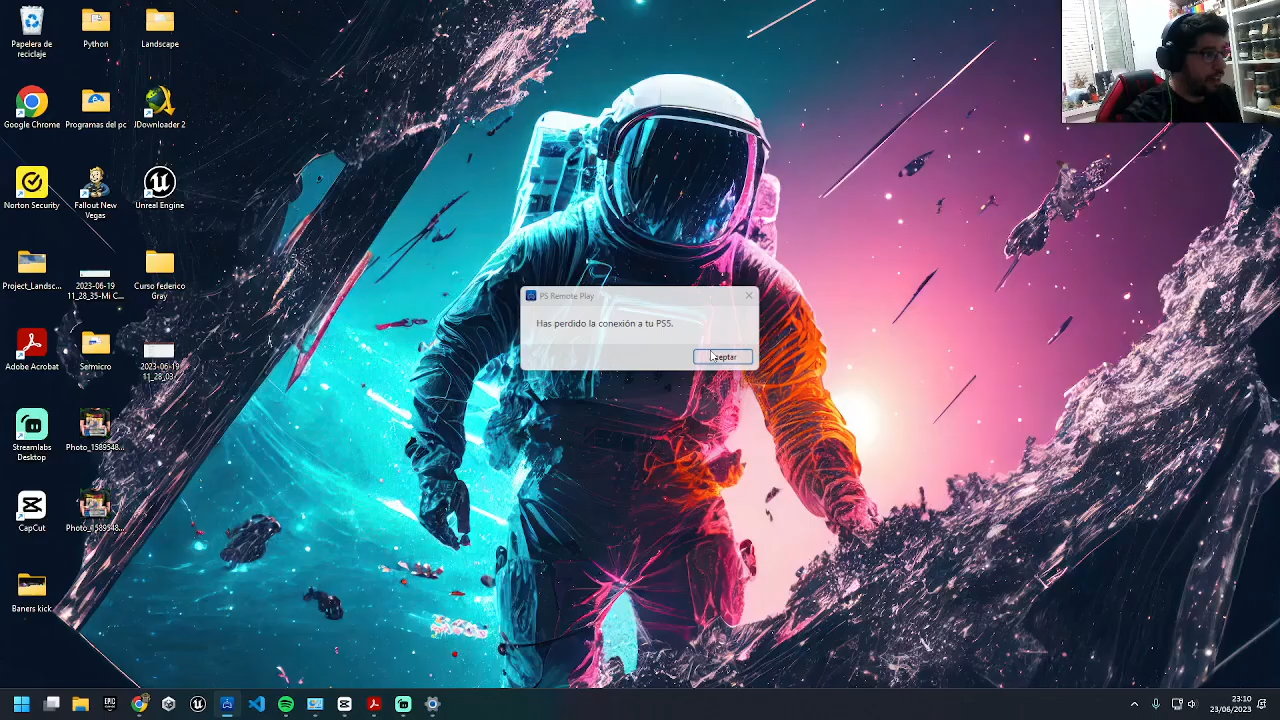 Papelera de
reciclaje
Python
Landscape
Google Chrome
Programas del pc
JDownloader 2
Norton Security
Fallout New
Vegas
Unreal Engine
Project_Landsc...
2023-06-19
11_28_35-Mi C...
Curso federico
Gray
Adobe Acrobat
Semicro
2023-06-19
11_28_03...
Streamlabs
Desktop
Photo_1589548...
CapCut
Photo_1589548...
Baners kick
PS Remote Play
Has perdido la conexión a tu PS5.
Aceptar
23:10
23/06/2023